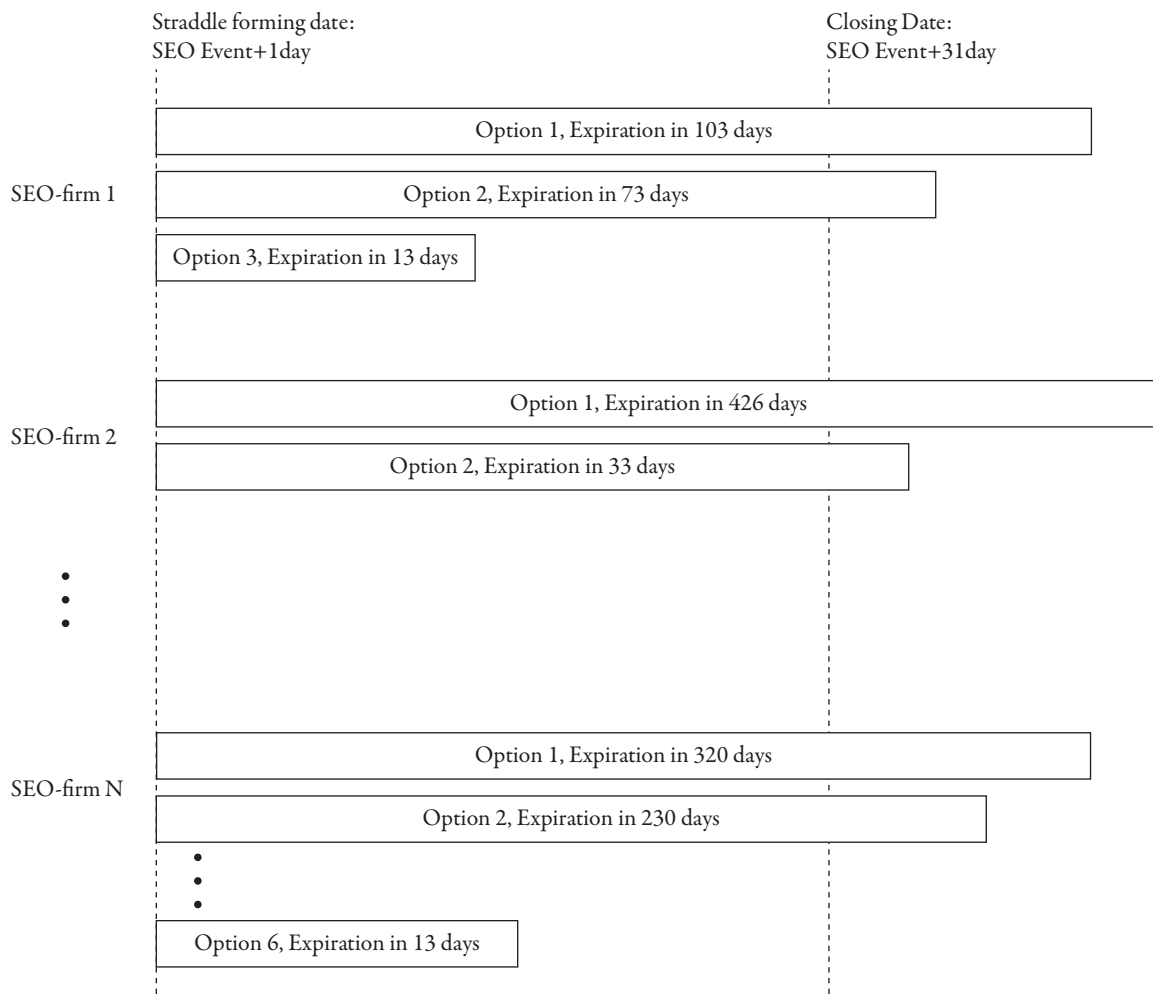 Straddle forming date:
SEO Event+1day
Closing Date:
SEO Event+31day
Option 1, Expiration in 103 days
SEO-firm 1
Option 2, Expiration in 73 days
Option 3, Expiration in 13 days
Option 1, Expiration in 426 days
SEO-firm 2
Option 2, Expiration in 33 days
Option 1, Expiration in 320 days
SEO-firm N
Option 2, Expiration in 230 days
Option 6, Expiration in 13 days